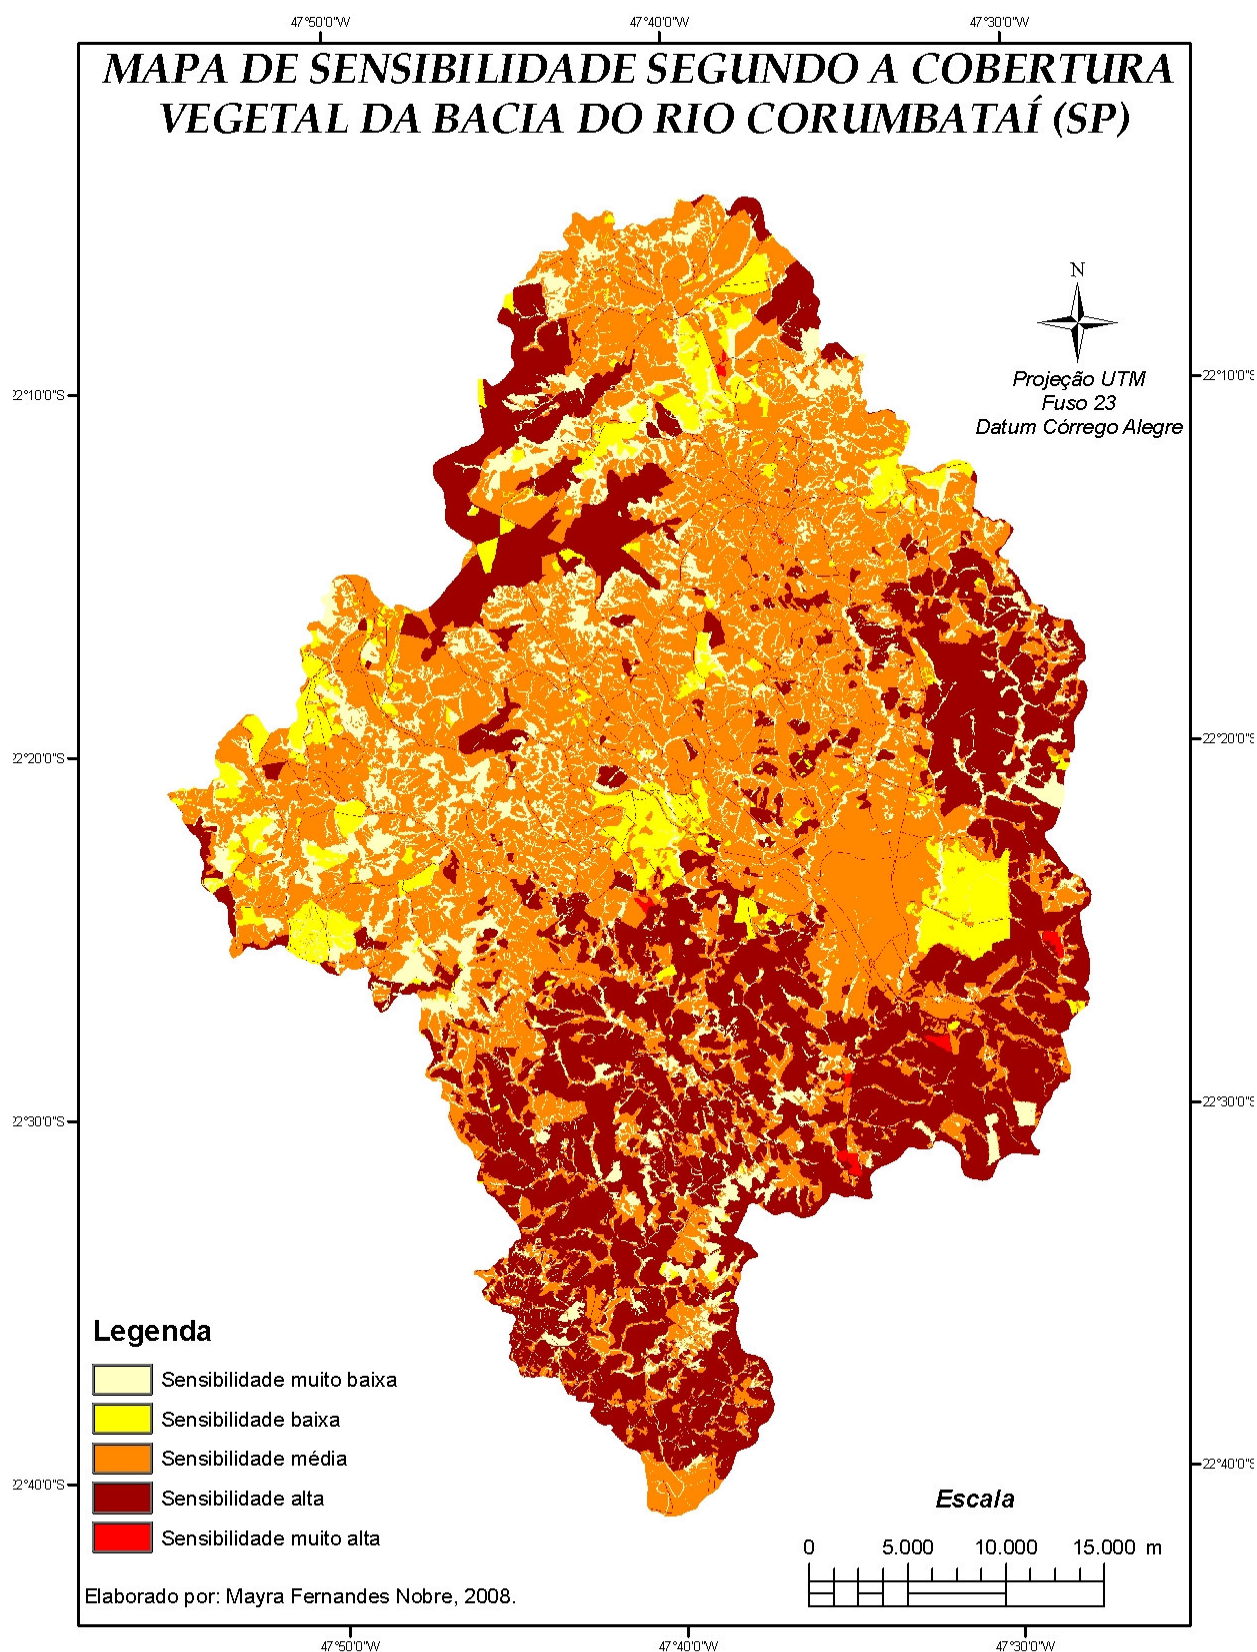 47°50'0"W
47°40'0"W
47°30'0"W
MAPA DE SENSIBILIDADE SEGUNDO A COBERTURA
VEGETAL DA BACIA DO RIO CORUMBATAÍ (SP)
N
Projeção UTM
Fuso 23
Datum Córrego Alegre
22°10'0"S
22°10'0"S
22°20'0"S
22°20'0"S
22°30'0"S
22°30'0"S
22°40'0"S
22°40'0"S
Legenda
Sensibilidade muito baixa
Sensibilidade baixa
Sensibilidade média
Sensibilidade alta
Sensibilidade muito alta
Elaborado por: Mayra Fernandes Nobre, 2008.
Escala
0 5.000 10.000 15.000 m
47°50'0"W
47°40'0"W
47°30'0"W